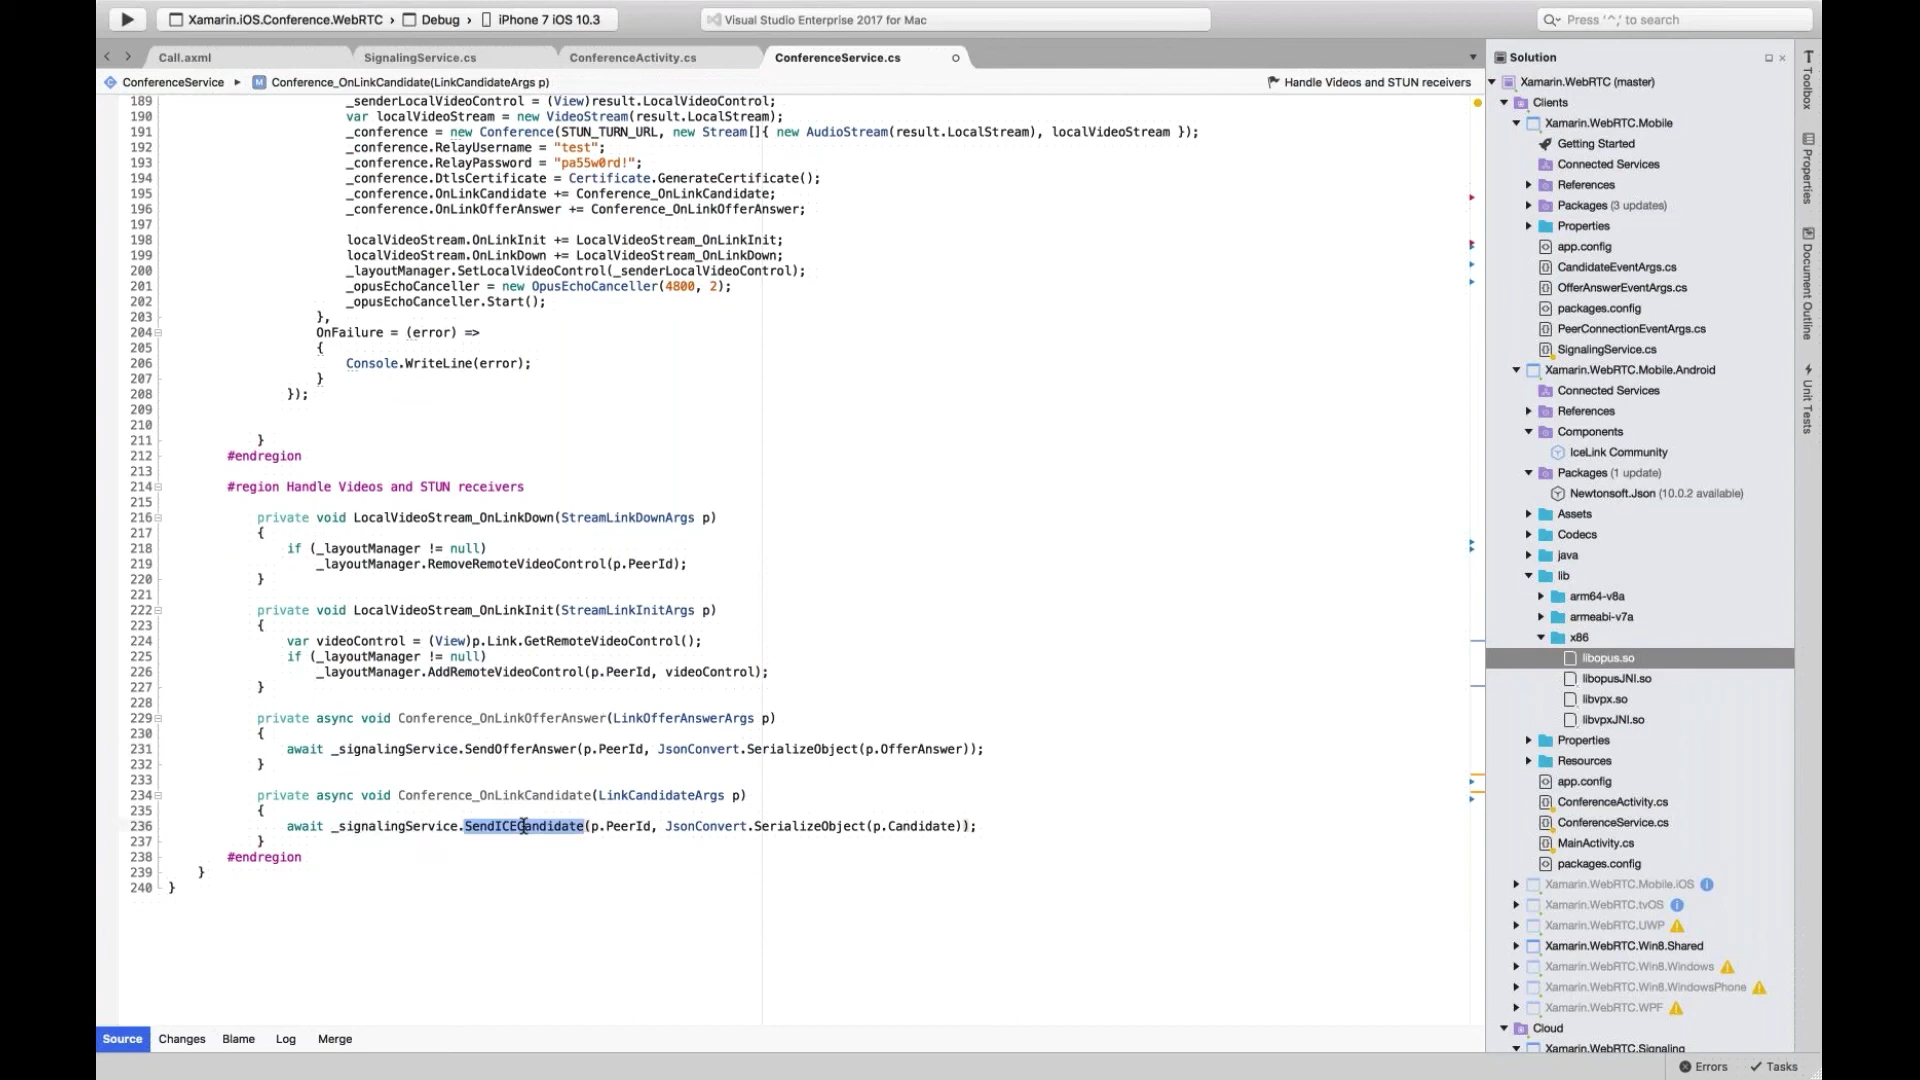 Xamarin.iOS.Conference.WebRTC › Debug › iPhone 7 iOS 10.3
Visual Studio Enterprise 2017 for Mac
Press '^,' to search
Call.axml
SignalingService.cs
ConferenceActivity.cs
ConferenceService.cs
ConferenceService
M Conference_OnLinkCandidate(LinkCandidateArgs p)
Handle Videos and STUN receivers
189 _senderLocalVideoControl = (View)result.LocalVideoControl;
190 var localVideoStream = new VideoStream(result.LocalStream);
191 _conference = new Conference(STUN_TURN_URL, new Stream[]{ new AudioStream(result.LocalStream), localVideoStream });
192 _conference.RelayUsername = "test";
193 _conference.RelayPassword = "pa55w0rd!";
194 _conference.DtlsCertificate = Certificate.GenerateCertificate();
195 _conference.OnLinkCandidate += Conference_OnLinkCandidate;
196 _conference.OnLinkOfferAnswer += Conference_OnLinkOfferAnswer;
197
198 localVideoStream.OnLinkInit += LocalVideoStream_OnLinkInit;
199 localVideoStream.OnLinkDown += LocalVideoStream_OnLinkDown;
200 _layoutManager.SetLocalVideoControl(_senderLocalVideoControl);
201 _opusEchoCanceller = new OpusEchoCanceller(4800, 2);
202 _opusEchoCanceller.Start();
203 },
204 OnFailure = (error) =>
205 {
206 Console.WriteLine(error);
207 }
208 });
209
210
211 }
212 #endregion
213
214 #region Handle Videos and STUN receivers
215
216 private void LocalVideoStream_OnLinkDown(StreamLinkDownArgs p)
217 {
218 if (_layoutManager != null)
219 _layoutManager.RemoveRemoteVideoControl(p.PeerId);
220 }
221
222 private void LocalVideoStream_OnLinkInit(StreamLinkInitArgs p)
223 {
224 var videoControl = (View)p.Link.GetRemoteVideoControl();
225 if (_layoutManager != null)
226 _layoutManager.AddRemoteVideoControl(p.PeerId, videoControl);
227 }
228
229 private async void Conference_OnLinkOfferAnswer(LinkOfferAnswerArgs p)
230 {
231 await _signalingService.SendOfferAnswer(p.PeerId, JsonConvert.SerializeObject(p.OfferAnswer));
232 }
233
234 private async void Conference_OnLinkCandidate(LinkCandidateArgs p)
235 {
236 await _signalingService.SendICECandidate(p.PeerId, JsonConvert.SerializeObject(p.Candidate));
237 }
238 #endregion
239 }
240 }
Source Changes Blame Log Merge
Solution
Xamarin.WebRTC (master)
Clients
Xamarin.WebRTC.Mobile
Getting Started
Connected Services
References
Packages (3 updates)
Properties
app.config
CandidateEventArgs.cs
OfferAnswerEventArgs.cs
packages.config
PeerConnectionEventArgs.cs
SignalingService.cs
Xamarin.WebRTC.Mobile.Android
Connected Services
References
Components
IceLink Community
Packages (1 update)
Newtonsoft.Json (10.0.2 available)
Assets
Codecs
java
lib
arm64-v8a
armeabi-v7a
x86
libopus.so
libopusJNI.so
libvpx.so
libvpxJNI.so
Properties
Resources
app.config
ConferenceActivity.cs
ConferenceService.cs
MainActivity.cs
packages.config
Xamarin.WebRTC.Mobile.iOS
Xamarin.WebRTC.tvOS
Xamarin.WebRTC.UWP
Xamarin.WebRTC.Win8.Shared
Xamarin.WebRTC.Win8.Windows
Xamarin.WebRTC.Win8.WindowsPhone
Xamarin.WebRTC.WPF
Cloud
Xamarin.WebRTC.Signaling
Toolbox
Properties
Document Outline
Unit Tests
Errors Tasks